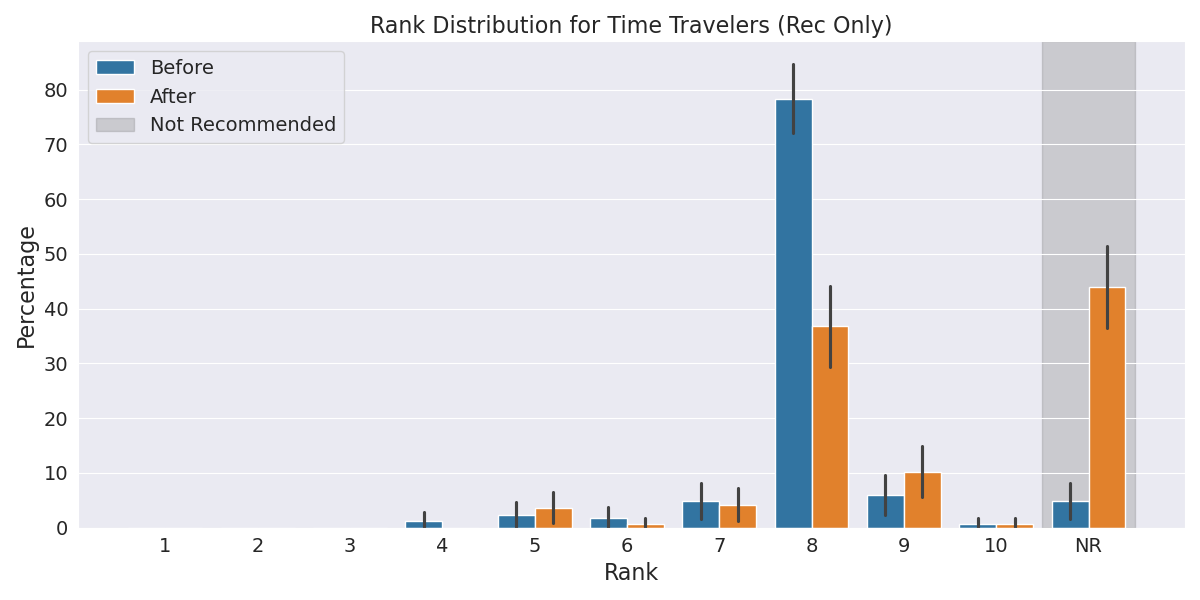 Rank Distribution for Time Travelers (Rec Only)
Before
After
Not Recommended
Percentage
80
70
60
50
40
30
20
10
0
1 2 3 4 5 6 7 8 9 10 NR
Rank